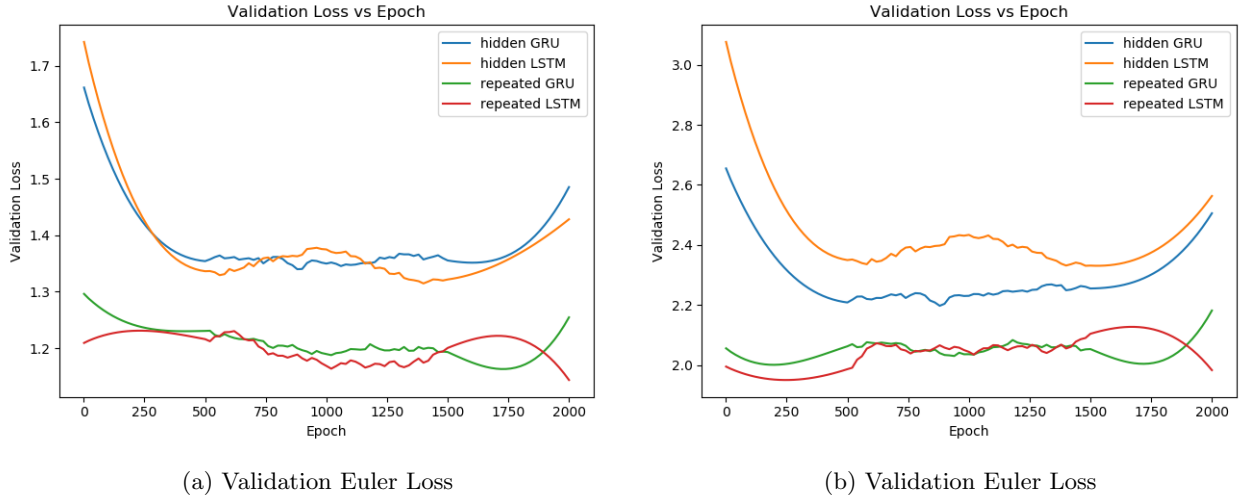 Validation Loss vs Epoch
Validation Loss
1.7
1.6
1.5
1.4
1.3
1.2
hidden GRU
hidden LSTM
repeated GRU
repeated LSTM
0 250 500 750 1000 1250 1500 1750 2000
Epoch
(a) Validation Euler Loss
Validation Loss vs Epoch
Validation Loss
3.0
2.8
2.6
2.4
2.2
2.0
hidden GRU
hidden LSTM
repeated GRU
repeated LSTM
0 250 500 750 1000 1250 1500 1750 2000
Epoch
(b) Validation Euler Loss